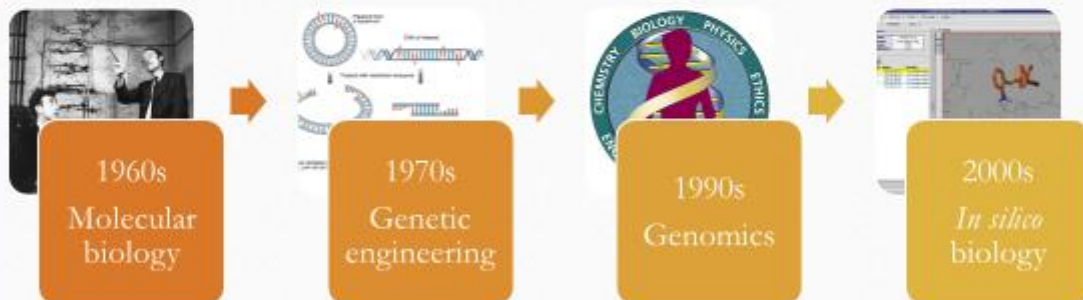 CHEMISTRY BIOLOGY PHYSICS ETHICS
1960s
Molecular
biology
1970s
Genetic
engineering
1990s
Genomics
2000s
In silico
biology